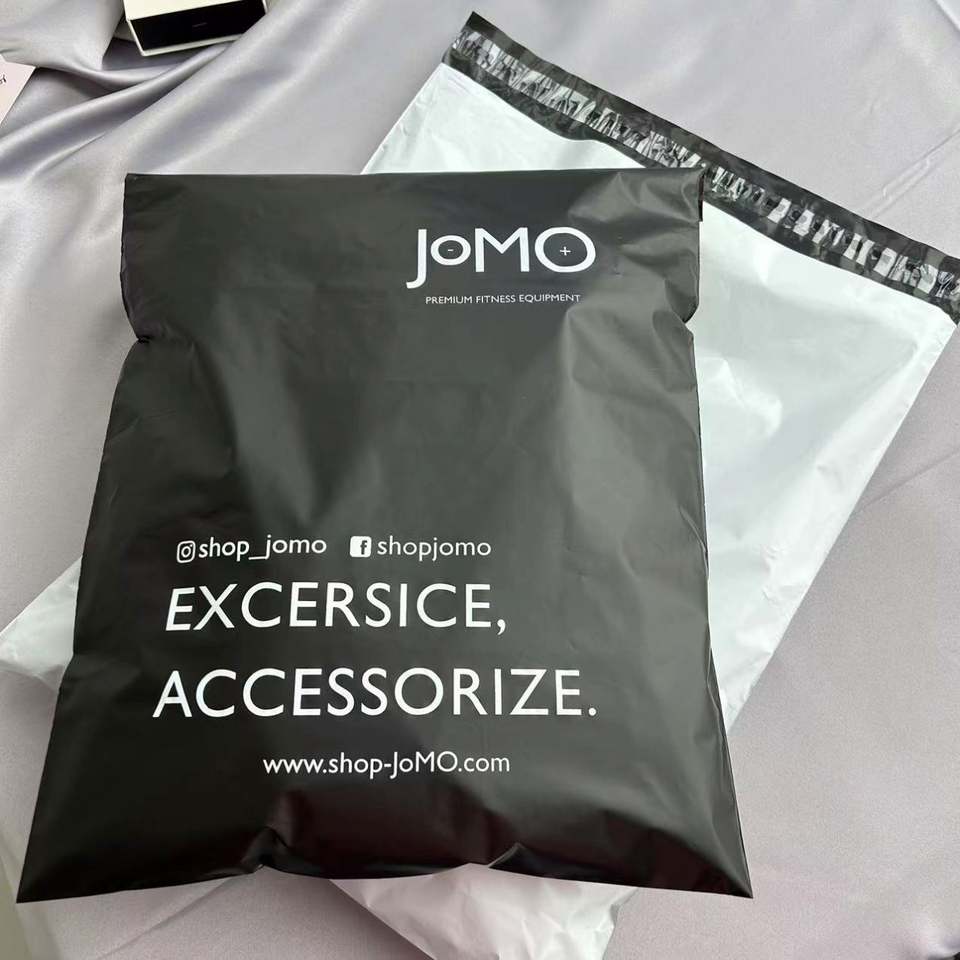 JoMO
PREMIUM FITNESS EQUIPMENT
@shop_jomo shopjomo
EXCERSICE,
ACCESSORIZE.
www.shop-JoMO.com